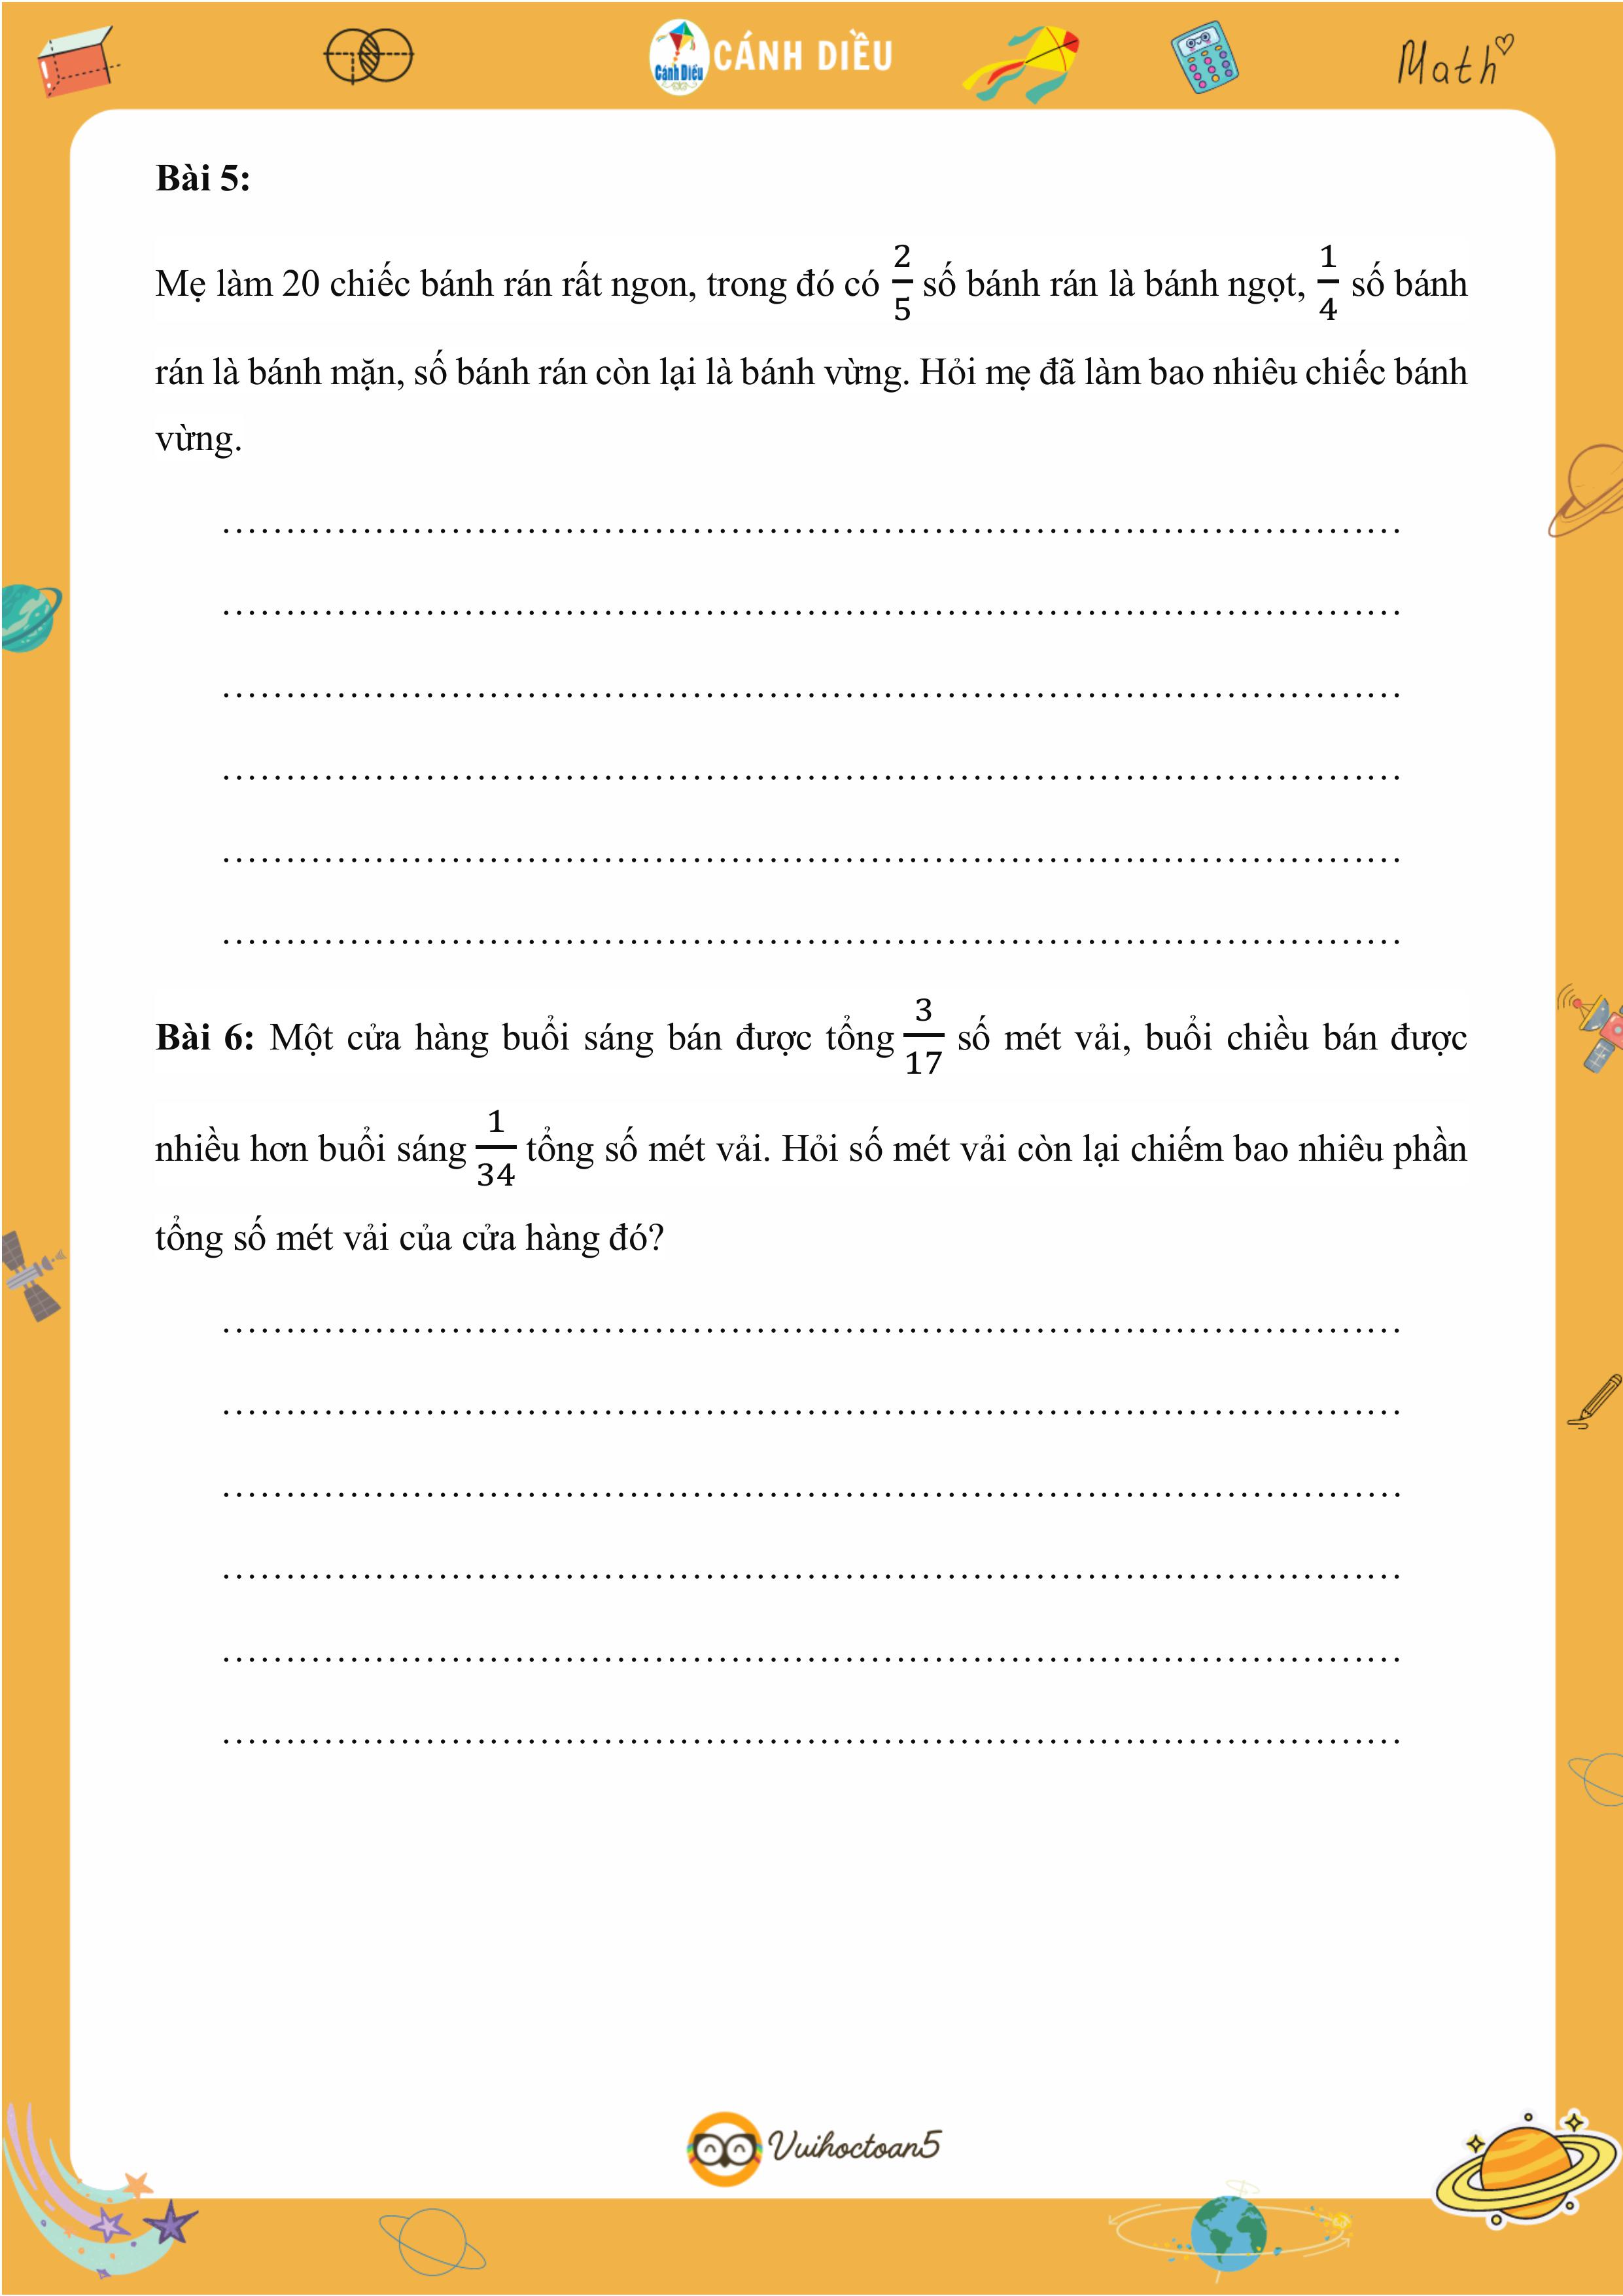 Cánh Diều CÁNH DIỀU Math
Bài 5:
Mẹ làm 20 chiếc bánh rán rất ngon, trong đó có 2/5 số bánh rán là bánh ngọt, 1/4 số bánh
rán là bánh mặn, số bánh rán còn lại là bánh vừng. Hỏi mẹ đã làm bao nhiêu chiếc bánh
vừng.
Bài 6: Một cửa hàng buổi sáng bán được tổng 3/17 số mét vải, buổi chiều bán được
nhiều hơn buổi sáng 1/34 tổng số mét vải. Hỏi số mét vải còn lại chiếm bao nhiêu phần
tổng số mét vải của cửa hàng đó?
Vuihoctoan5